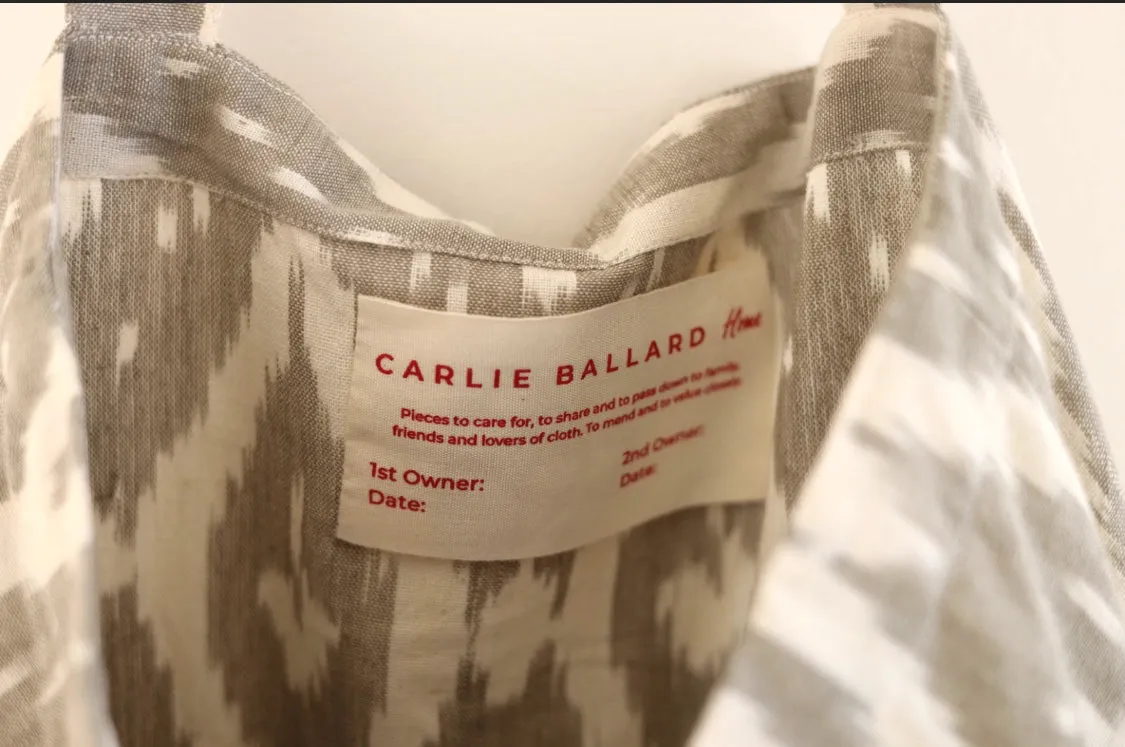 CARLIE BALLARD Home
Pieces to care for, to share and to pass down to family,
friends and lovers of cloth. To mend and to value closely.
1st Owner:
Date:
2nd Owner:
Date: